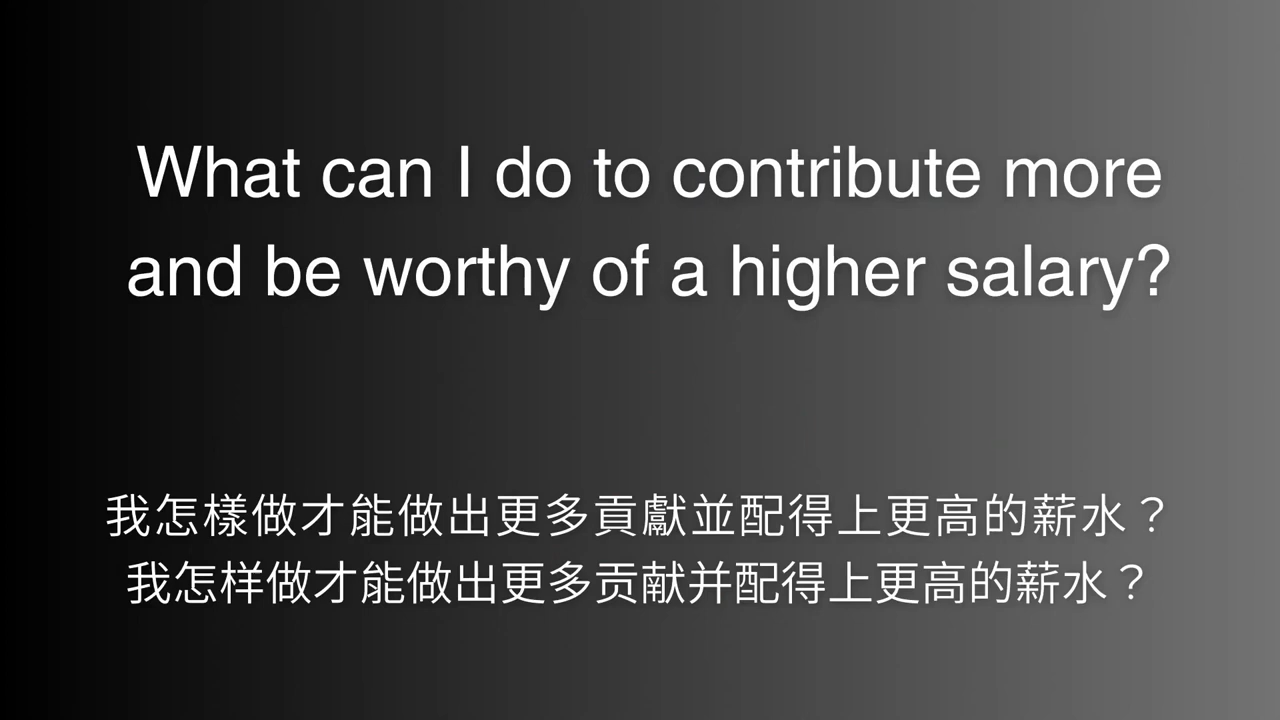 What can I do to contribute more
and be worthy of a higher salary?
我怎樣做才能做出更多貢獻並配得上更高的薪水？
我怎样做才能做出更多贡献并配得上更高的薪水？